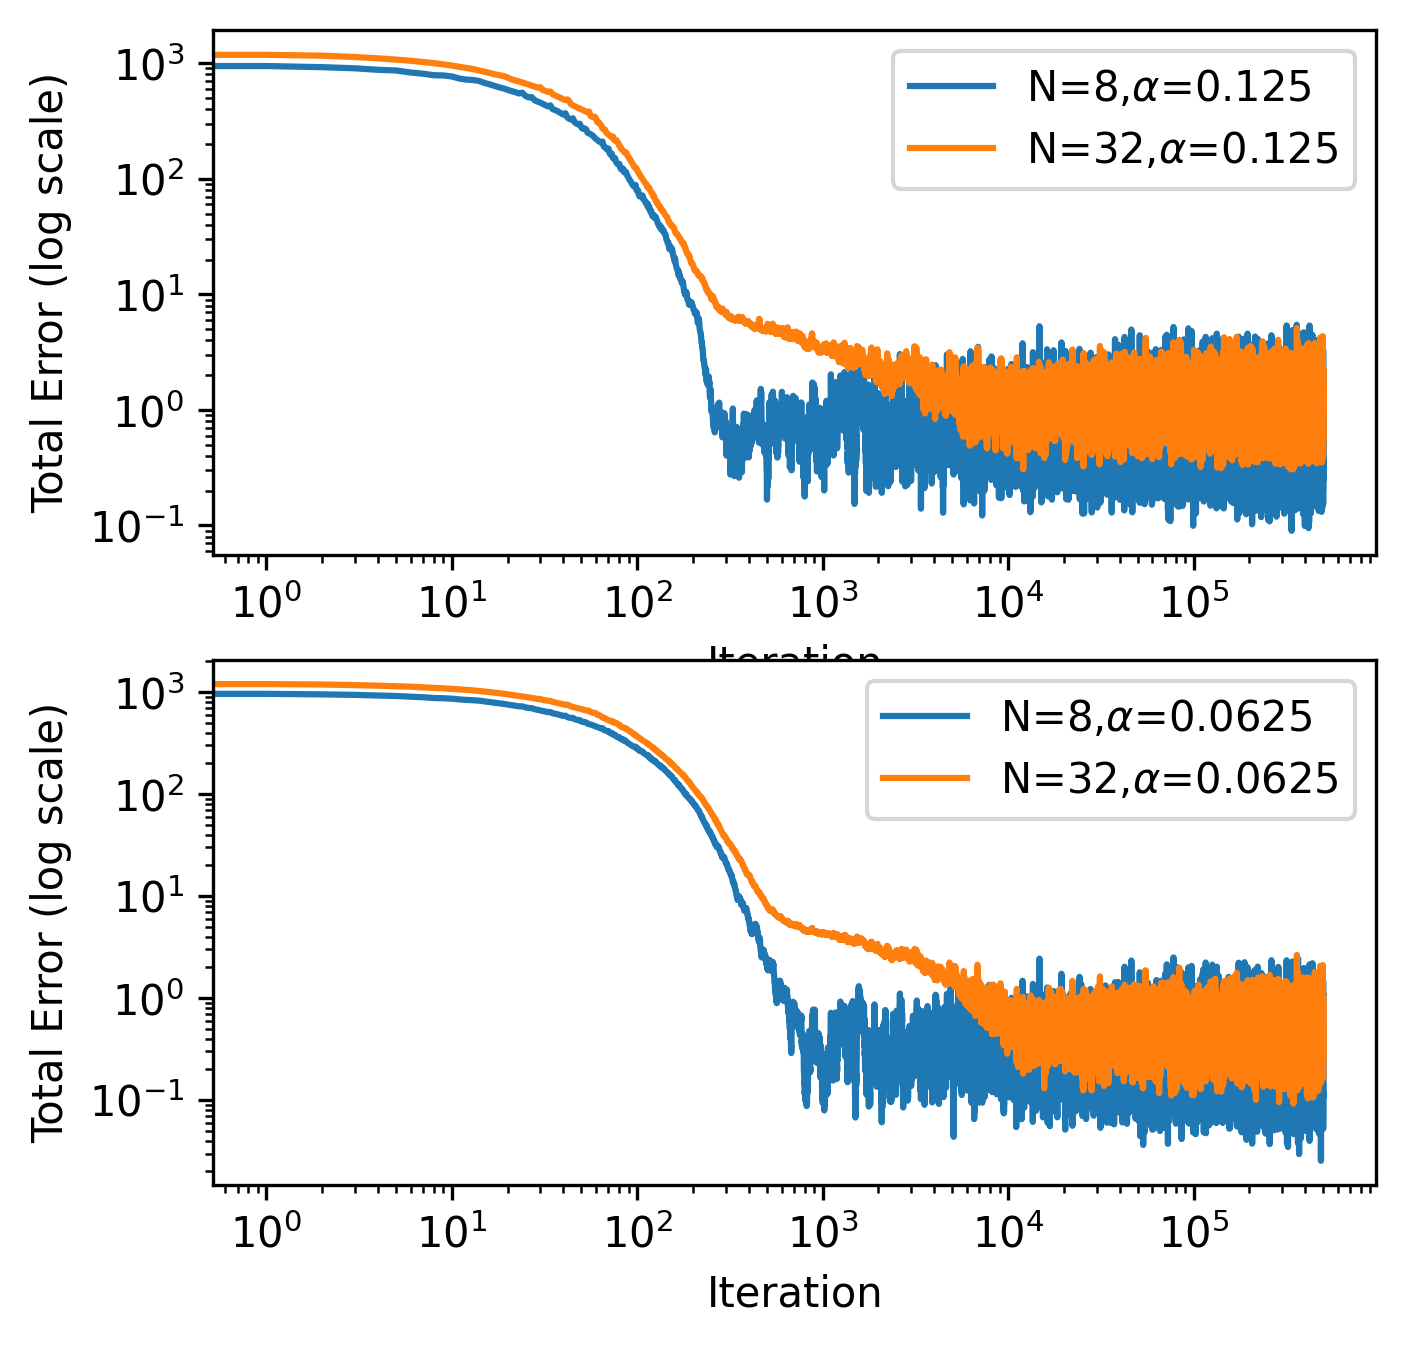 Total Error (log scale)
10³
10²
10¹
10⁰
10⁻¹
N=8,α=0.125
N=32,α=0.125
10⁰ 10¹ 10² 10³ 10⁴ 10⁵
Iteration
Total Error (log scale)
10³
10²
10¹
10⁰
10⁻¹
N=8,α=0.0625
N=32,α=0.0625
10⁰ 10¹ 10² 10³ 10⁴ 10⁵
Iteration